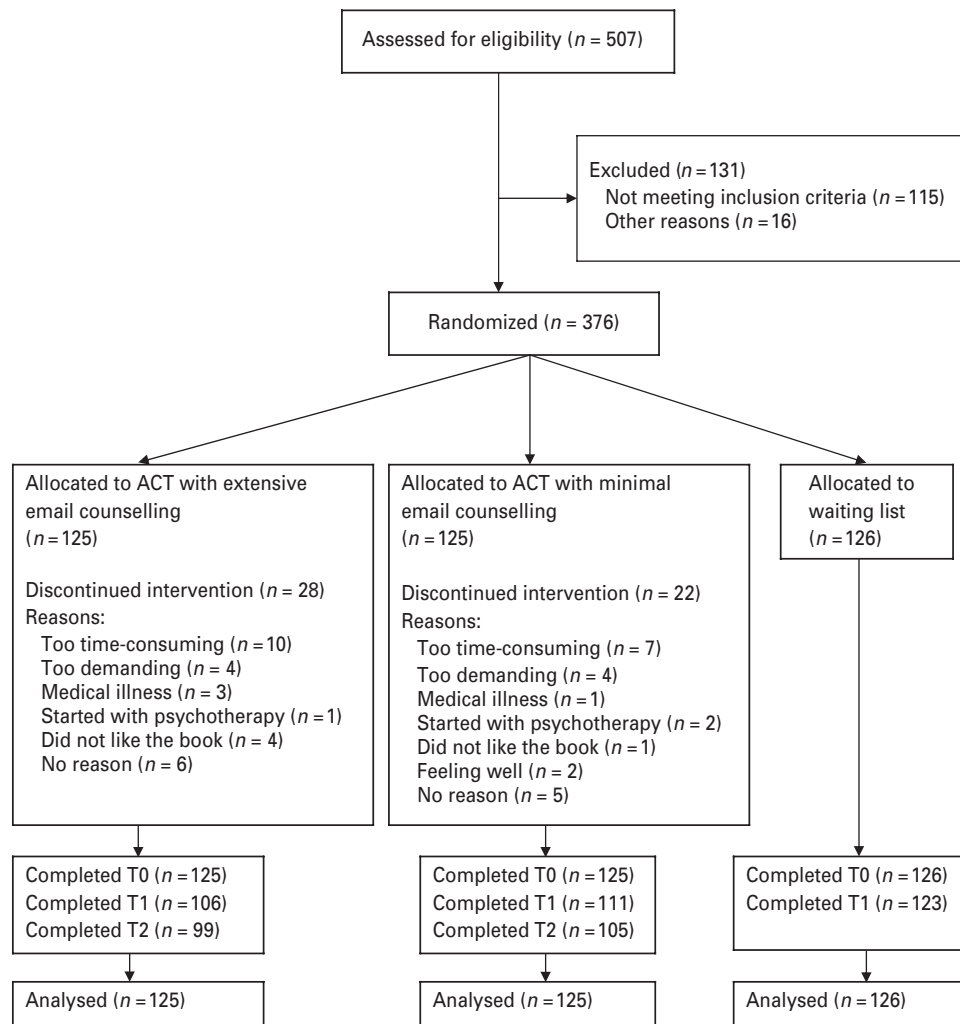 Assessed for eligibility (n = 507)
Excluded (n = 131)
Not meeting inclusion criteria (n = 115)
Other reasons (n = 16)
Randomized (n = 376)
Allocated to ACT with extensive
email counselling
(n = 125)
Discontinued intervention (n = 28)
Reasons:
Too time-consuming (n = 10)
Too demanding (n = 4)
Medical illness (n = 3)
Started with psychotherapy (n = 1)
Did not like the book (n = 4)
No reason (n = 6)
Allocated to ACT with minimal
email counselling
(n = 125)
Discontinued intervention (n = 22)
Reasons:
Too time-consuming (n = 7)
Too demanding (n = 4)
Medical illness (n = 1)
Started with psychotherapy (n = 2)
Did not like the book (n = 1)
Feeling well (n = 2)
No reason (n = 5)
Allocated to
waiting list
(n = 126)
Completed T0 (n = 125)
Completed T1 (n = 106)
Completed T2 (n = 99)
Completed T0 (n = 125)
Completed T1 (n = 111)
Completed T2 (n = 105)
Completed T0 (n = 126)
Completed T1 (n = 123)
Analysed (n = 125)
Analysed (n = 125)
Analysed (n = 126)